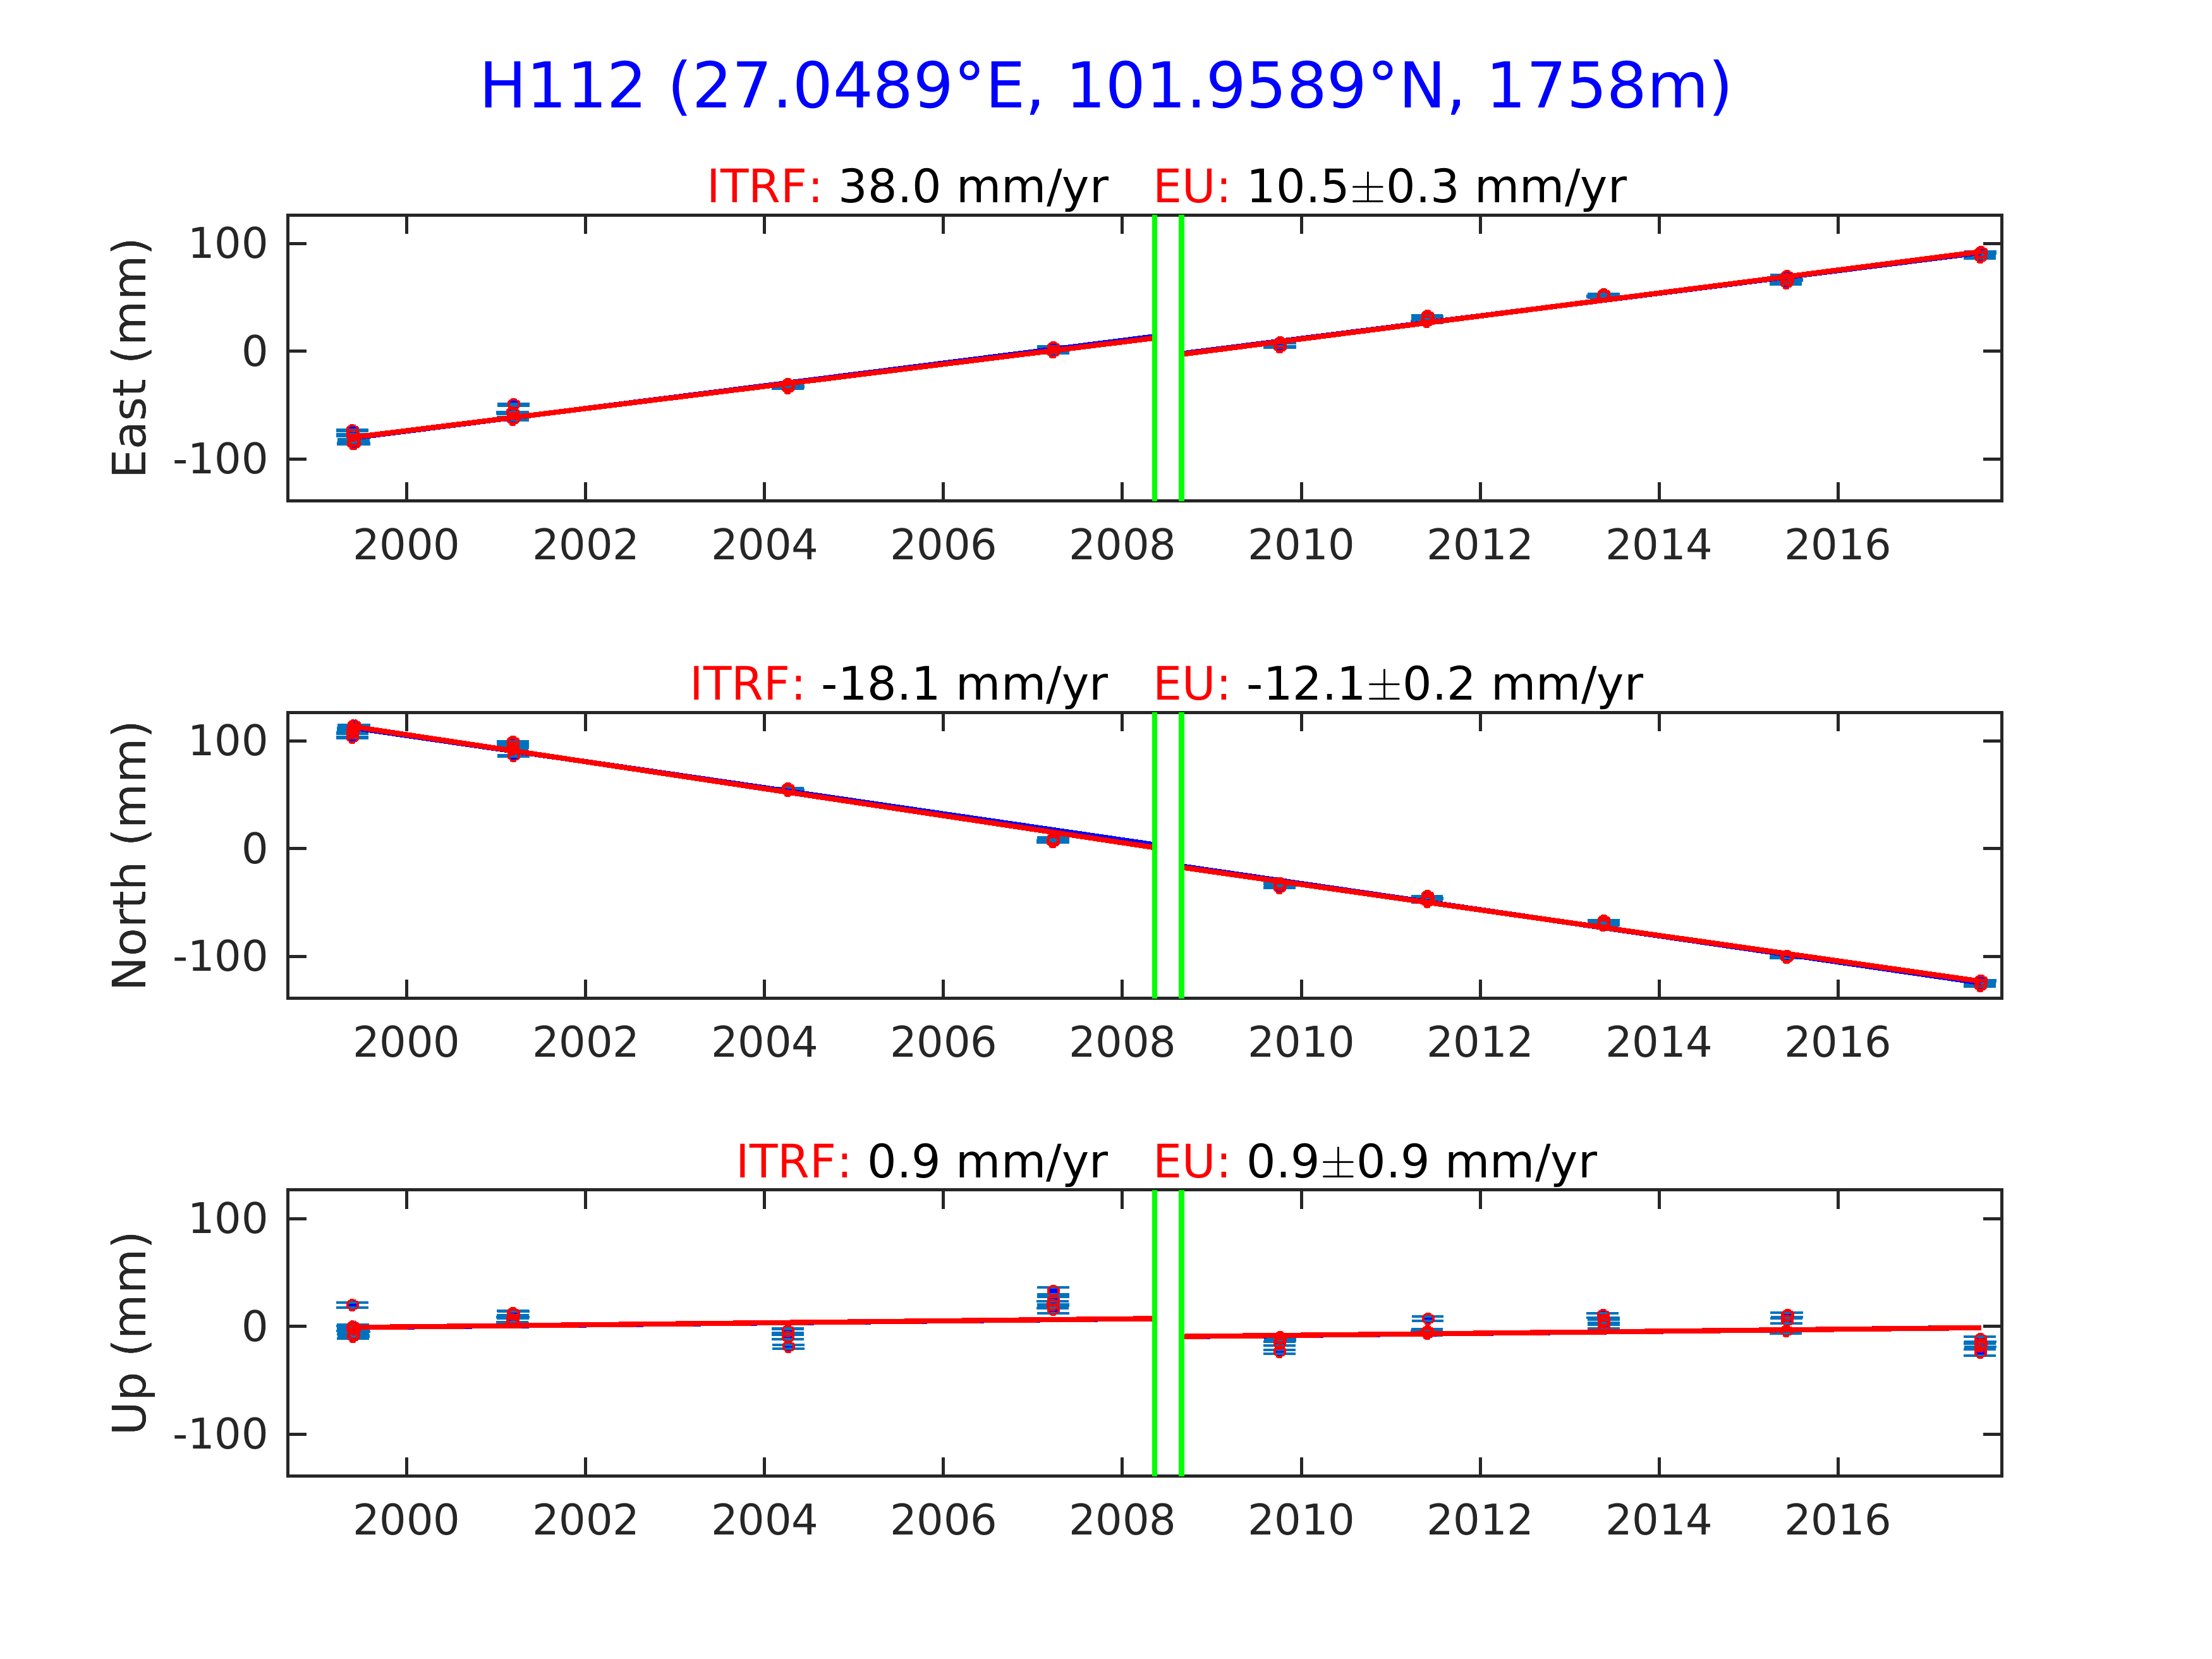 H112 (27.0489°E, 101.9589°N, 1758m)
ITRF: 38.0 mm/yr EU: 10.5±0.3 mm/yr
East (mm)
100
0
-100
2000 2002 2004 2006 2008 2010 2012 2014 2016
ITRF: -18.1 mm/yr EU: -12.1±0.2 mm/yr
North (mm)
100
0
-100
2000 2002 2004 2006 2008 2010 2012 2014 2016
ITRF: 0.9 mm/yr EU: 0.9±0.9 mm/yr
Up (mm)
100
0
-100
2000 2002 2004 2006 2008 2010 2012 2014 2016